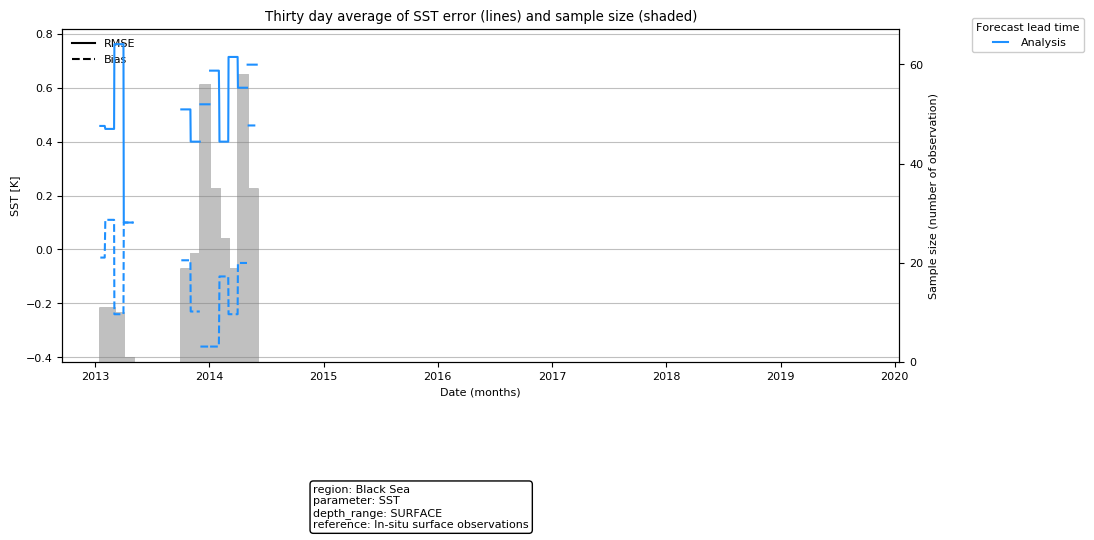 Thirty day average of SST error (lines) and sample size (shaded)
Forecast lead time
Analysis
RMSE
Bias
0.8
0.6
0.4
0.2
0.0
−0.2
−0.4
SST [K]
60
40
20
0
Sample size (number of observation)
2013 2014 2015 2016 2017 2018 2019 2020
Date (months)
region: Black Sea
parameter: SST
depth_range: SURFACE
reference: In-situ surface observations